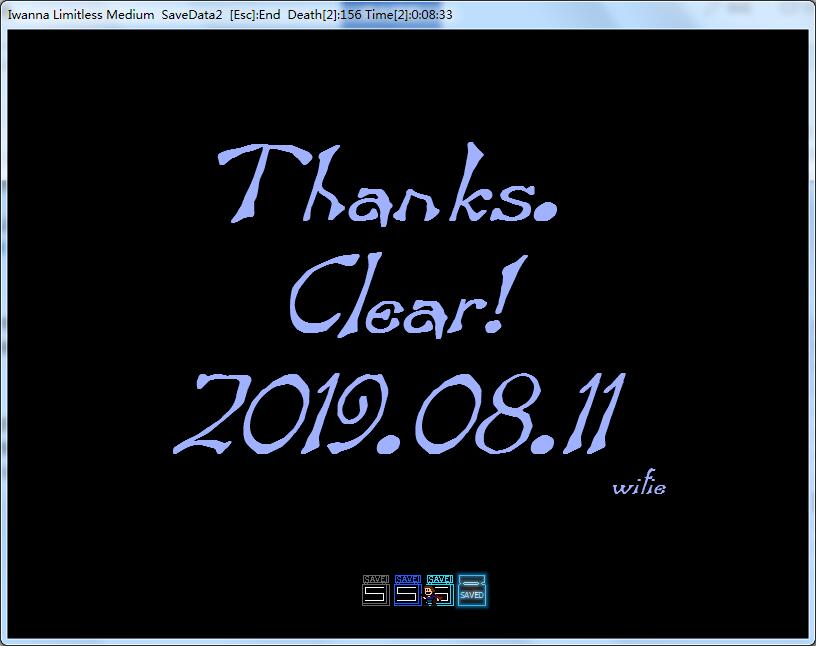 Iwanna Limitless Medium  SaveData2  [Esc]:End  Death[2]:156 Time[2]:0:08:33
Thanks.
Clear!
2019.08.11
wifie
SAVE SAVE SAVE
S S S SAVED